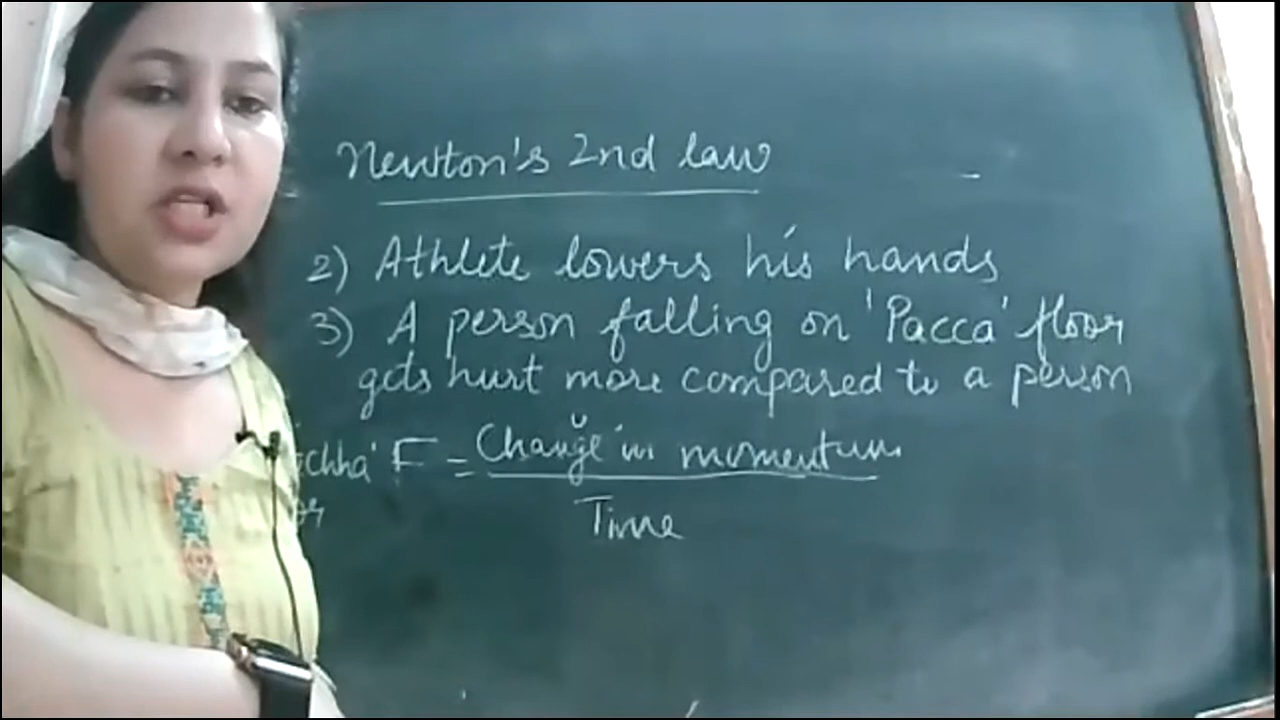 Newton's 2nd law
2) Athlete lowers his hands
3) A person falling on 'Pacca' floor
gets hurt more compared to a person
chha' F = Change in momentum
Time